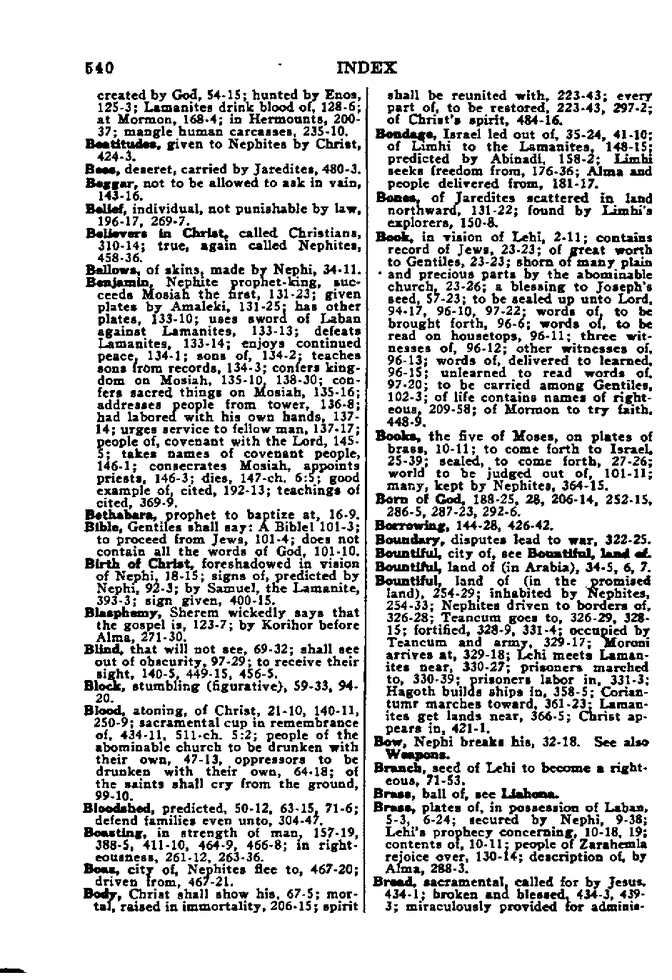 540 INDEX
created by God, 54-15; hunted by Enos,
125-3; Lamanites drink blood of, 128-6;
at Mormon, 168-4; in Hermounts, 200-
37; mangle human carcasses, 235-10.
Beatitudes, given to Nephites by Christ,
424-3.
Bees, deseret, carried by Jaredites, 480-3.
Beggar, not to be allowed to ask in vain,
143-16.
Belief, individual, not punishable by law,
196-17, 269-7.
Believers in Christ, called Christians,
310-14; true, again called Nephites,
458-36.
Bellows, of skins, made by Nephi, 34-11.
Benjamin, Nephite prophet-king, suc-
ceeds Mosiah the first, 131-23; given
plates by Amaleki, 131-25; has other
plates, 133-10; uses sword of Laban
against Lamanites, 133-13; defeats
Lamanites, 133-14; enjoys continued
peace, 134-1; sons of, 134-2; teaches
sons from records, 134-3; confers king-
dom on Mosiah, 135-10, 138-30; con-
fers sacred things on Mosiah, 135-16;
addresses people from tower, 136-8;
had labored with his own hands, 137-
14; urges service to fellow man, 137-17;
people of, covenant with the Lord, 145-
5; takes names of covenant people,
146-1; consecrates Mosiah, appoints
priests, 146-3; dies, 147-ch. 6:5; good
example of, cited, 192-13; teachings of
cited, 369-9.
Bethabara, prophet to baptize at, 16-9.
Bible, Gentiles shall say: A Bible! 101-3;
to proceed from Jews, 101-4; does not
contain all the words of God, 101-10.
Birth of Christ, foreshadowed in vision
of Nephi, 18-15; signs of, predicted by
Nephi, 92-3; by Samuel, the Lamanite,
393-3; sign given, 400-15.
Blasphemy, Sherem wickedly says that
the gospel is, 123-7; by Korihor before
Alma, 271-30.
Blind, that will not see, 69-32; shall see
out of obscurity, 97-29; to receive their
sight, 140-5, 449-15, 456-5.
Block, stumbling (figurative), 59-33, 94-
20.
Blood, atoning, of Christ, 21-10, 140-11,
250-9; sacramental cup in remembrance
of, 434-11, 511-ch. 5:2; people of the
abominable church to be drunken with
their own, 47-13, oppressors to be
drunken with their own, 64-18; of
the saints shall cry from the ground,
99-10.
Bloodshed, predicted, 50-12, 63-15, 71-6;
defend families even unto, 304-47.
Boasting, in strength of man, 157-19,
388-5, 411-10, 464-9, 466-8; in right-
eousness, 261-12, 263-36.
Boaz, city of, Nephites flee to, 467-20;
driven from, 467-21.
Body, Christ shall show his, 67-5; mor-
tal, raised in immortality, 206-15; spirit
shall be reunited with, 223-43; every
part of, to be restored, 223-43, 297-2;
of Christ's spirit, 484-16.
Bondage, Israel led out of, 35-24, 41-10;
of Limhi to the Lamanites, 148-15;
predicted by Abinadi, 158-2; Limhi
seeks freedom from, 176-36; Alma and
people delivered from, 181-17.
Bones, of Jaredites scattered in land
northward, 131-22; found by Limhi's
explorers, 150-8.
Book, in vision of Lehi, 2-11; contains
record of Jews, 23-23; of great worth
to Gentiles, 23-23; shorn of many plain
and precious parts by the abominable
church, 23-26; a blessing to Joseph's
seed, 57-23; to be sealed up unto Lord,
94-17, 96-10, 97-22; words of, to be
brought forth, 96-6; words of, to be
read on housetops, 96-11; three wit-
nesses of, 96-12; other witnesses of,
96-13; words of, delivered to learned,
96-15; unlearned to read words of,
97-20; to be carried among Gentiles,
102-3; of life contains names of right-
eous, 209-58; of Mormon to try faith,
448-9.
Books, the five of Moses, on plates of
brass, 10-11; to come forth to Israel,
25-39; sealed, to come forth, 27-26;
world to be judged out of, 101-11;
many, kept by Nephites, 364-15.
Born of God, 188-25, 28, 206-14, 252-15,
286-5, 287-23, 292-6.
Borrowing, 144-28, 426-42.
Boundary, disputes lead to war, 322-25.
Bountiful, city of, see Bountiful, land of.
Bountiful, land of (in Arabia), 34-5, 6, 7.
Bountiful, land of (in the promised
land), 254-29; inhabited by Nephites,
254-33; Nephites driven to borders of,
326-28; Teancum goes to, 326-29, 328-
15; fortified, 328-9, 331-4; occupied by
Teancum and army, 329-17; Moroni
arrives at, 329-18; Lehi meets Laman-
ites near, 330-27; prisoners marched
to, 330-39; prisoners labor in, 331-3;
Hagoth builds ships in, 358-5; Corian-
tumr marches toward, 361-23; Laman-
ites get lands near, 366-5; Christ ap-
pears in, 421-1.
Bow, Nephi breaks his, 32-18. See also
Weapons.
Branch, seed of Lehi to become a right-
eous, 71-53.
Brass, ball of, see Liahona.
Brass, plates of, in possession of Laban,
5-3, 6-24; secured by Nephi, 9-38;
Lehi's prophecy concerning, 10-18, 19;
contents of, 10-11; people of Zarahemla
rejoice over, 130-14; description of, by
Alma, 288-3.
Bread, sacramental, called for by Jesus,
434-1; broken and blessed, 434-3, 439-
3; miraculously provided for adminis-